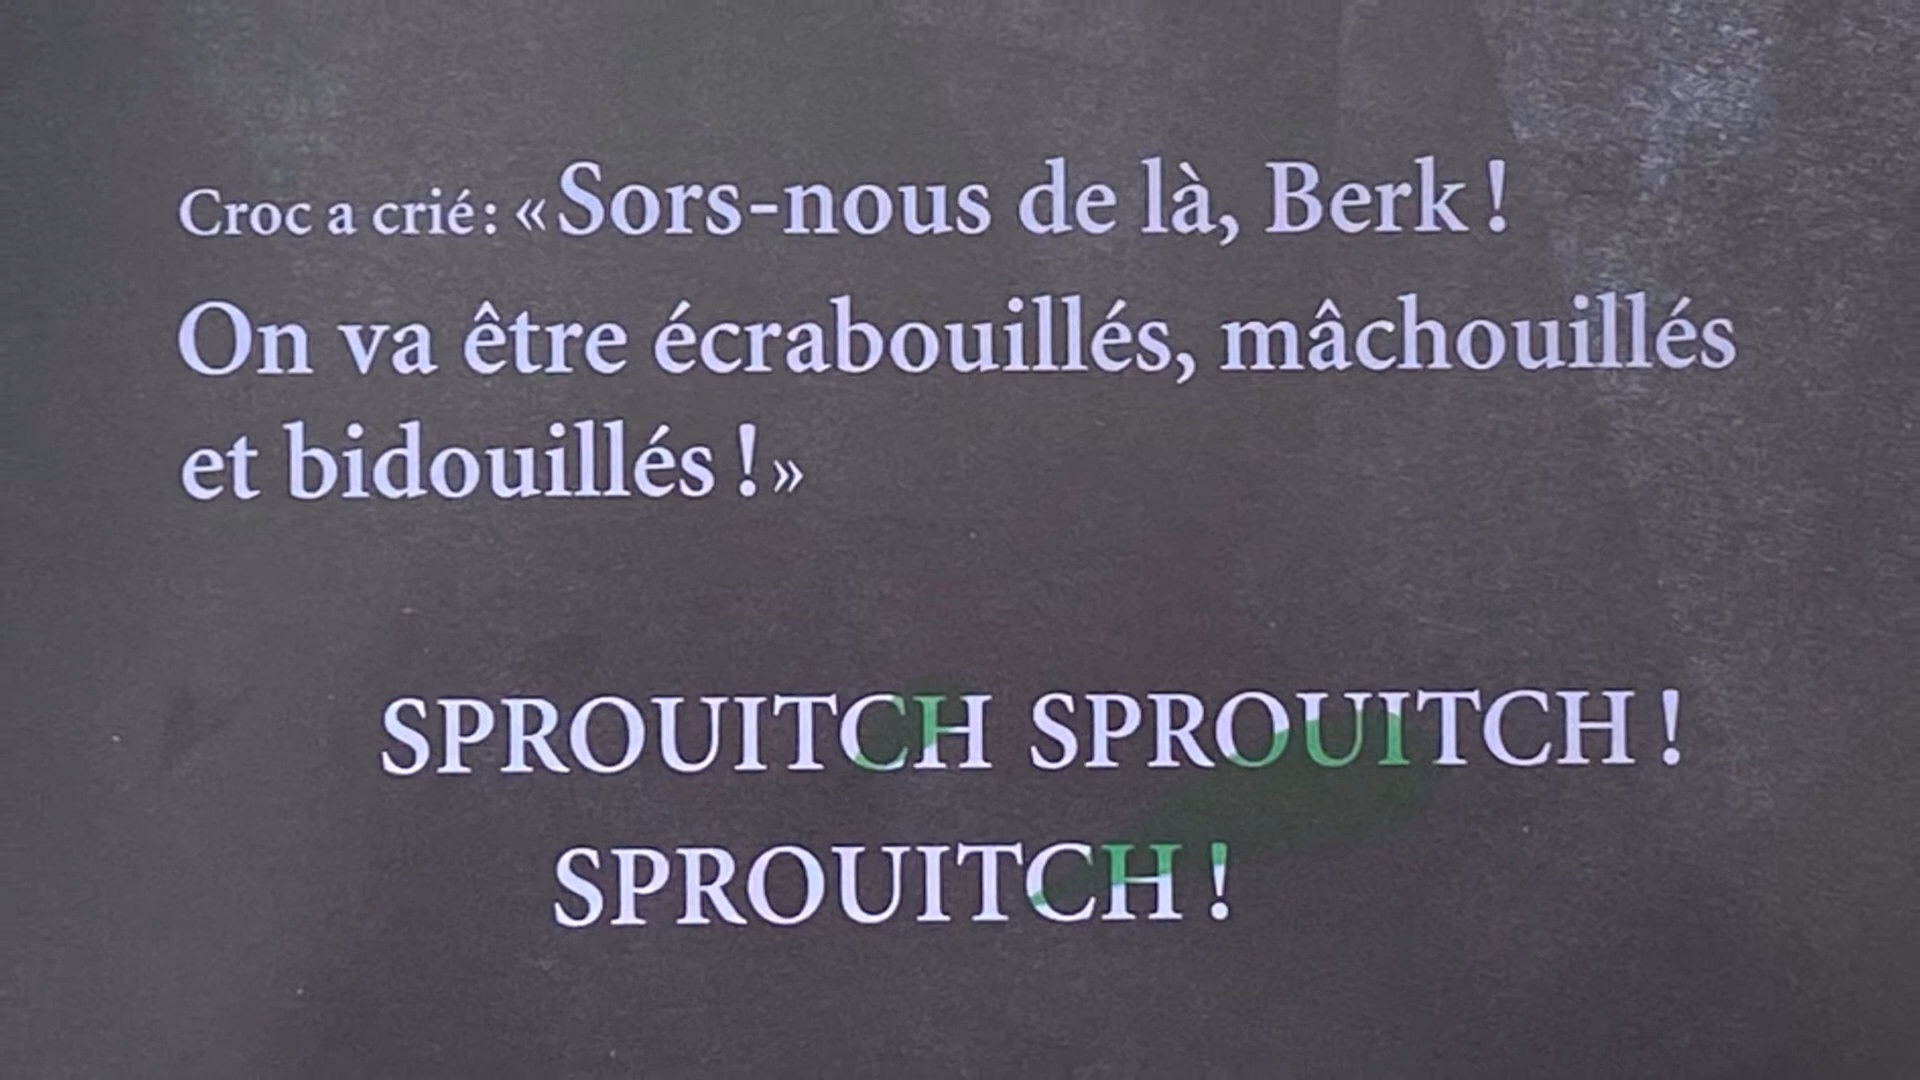 Croc a crié : « Sors-nous de là, Berk !
On va être écrabouillés, mâchouillés
et bidouillés ! »
SPROUITCH SPROUITCH !
SPROUITCH !